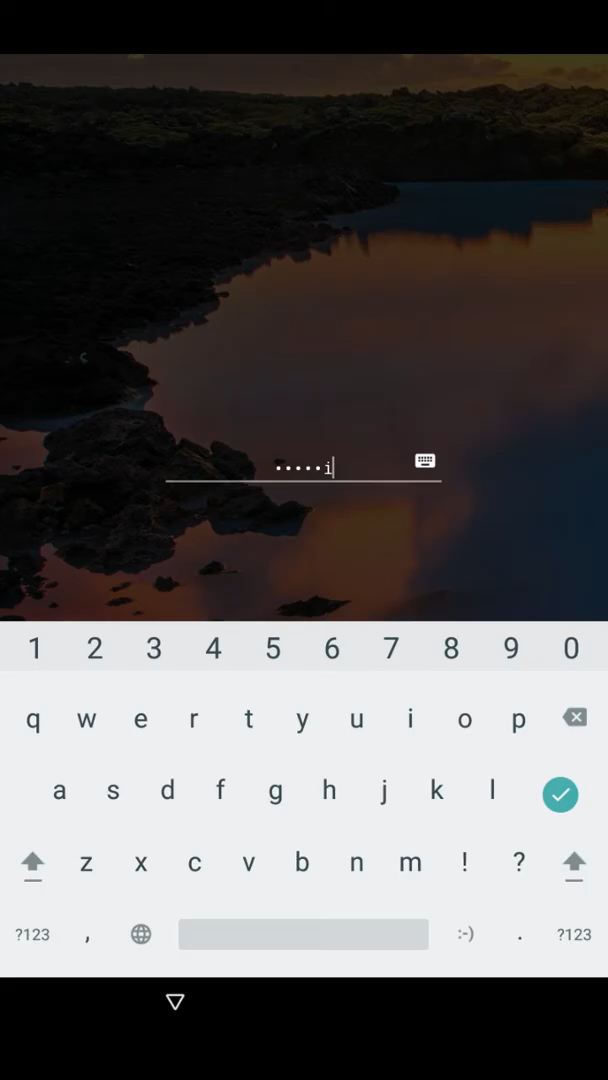 •••••i
1 2 3 4 5 6 7 8 9 0
q w e r t y u i o p
a s d f g h j k l
z x c v b n m ! ?
?123 , :-) . ?123